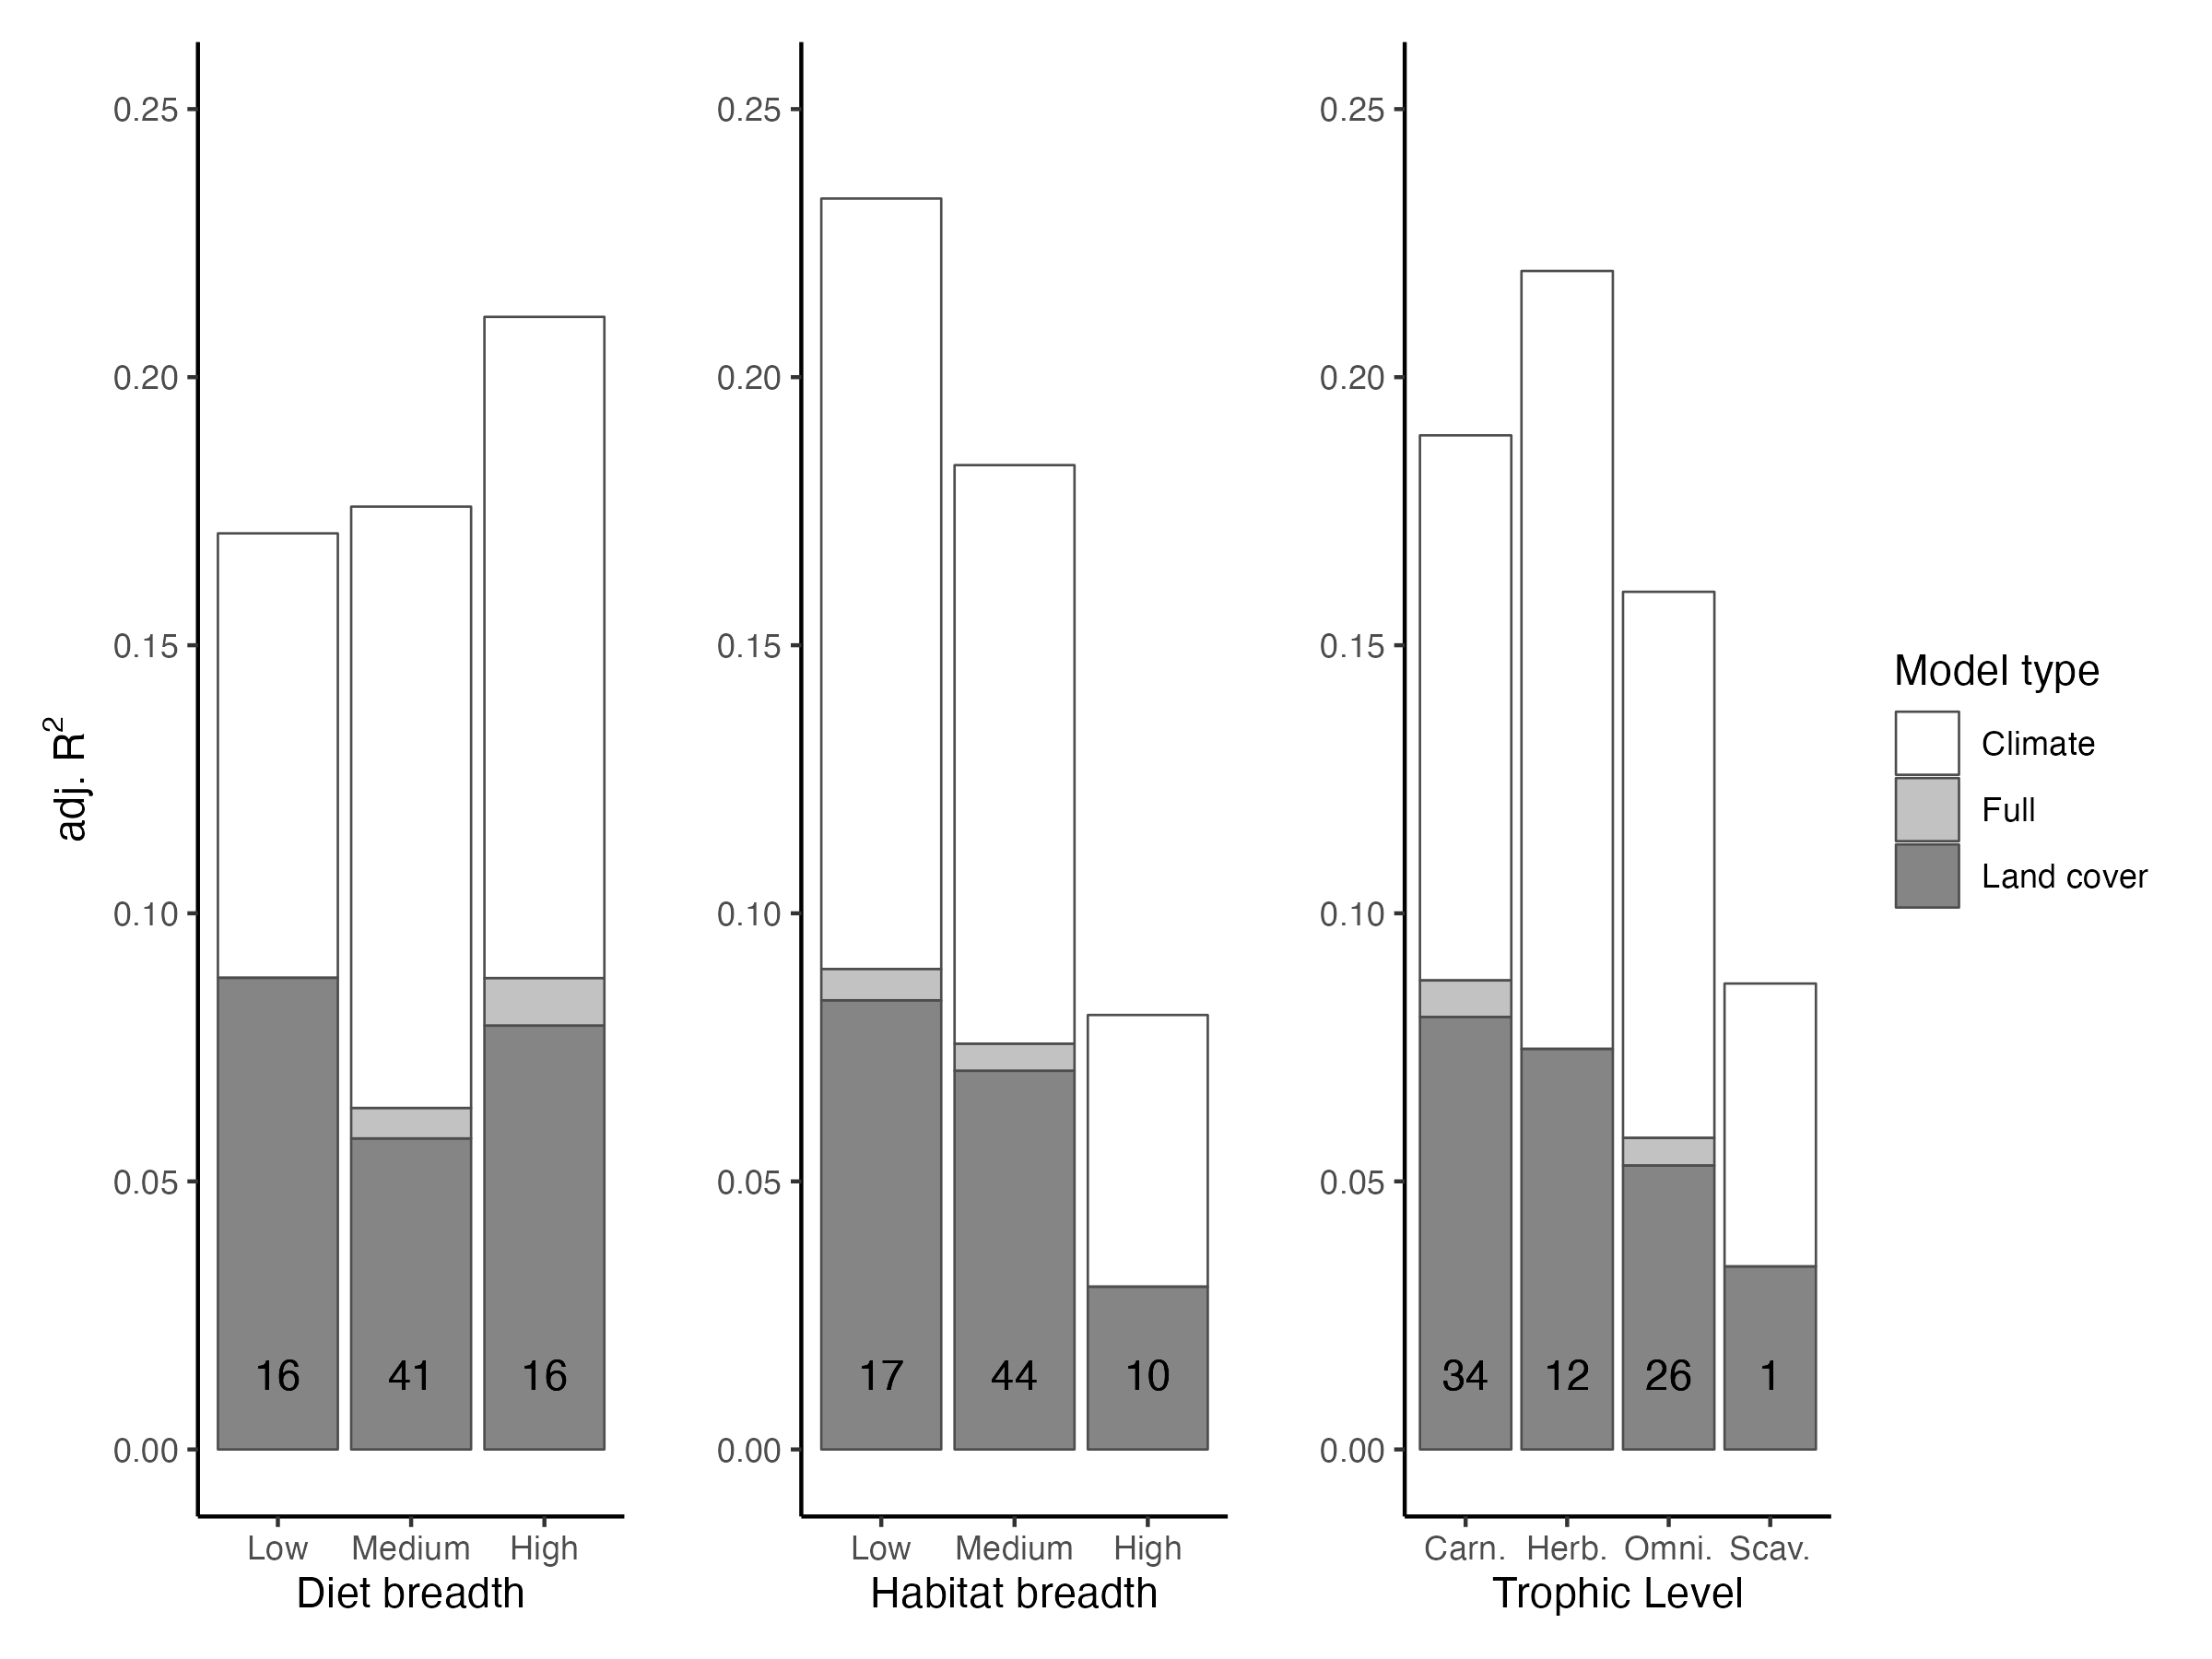 adj. R²
0.25
0.20
0.15
0.10
0.05
0.00
16 41 16
Low Medium High
Diet breadth
0.25
0.20
0.15
0.10
0.05
0.00
17 44 10
Low Medium High
Habitat breadth
0.25
0.20
0.15
0.10
0.05
0.00
34 12 26 1
Carn. Herb. Omni. Scav.
Trophic Level
Model type
Climate
Full
Land cover